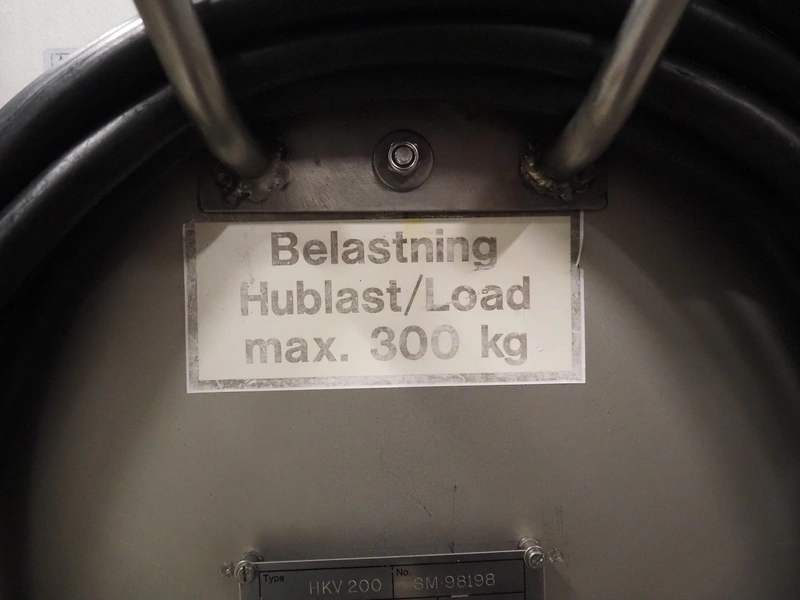 Belastning
Hublast/Load
max. 300 kg
Type HKV 200 No. SM-98198